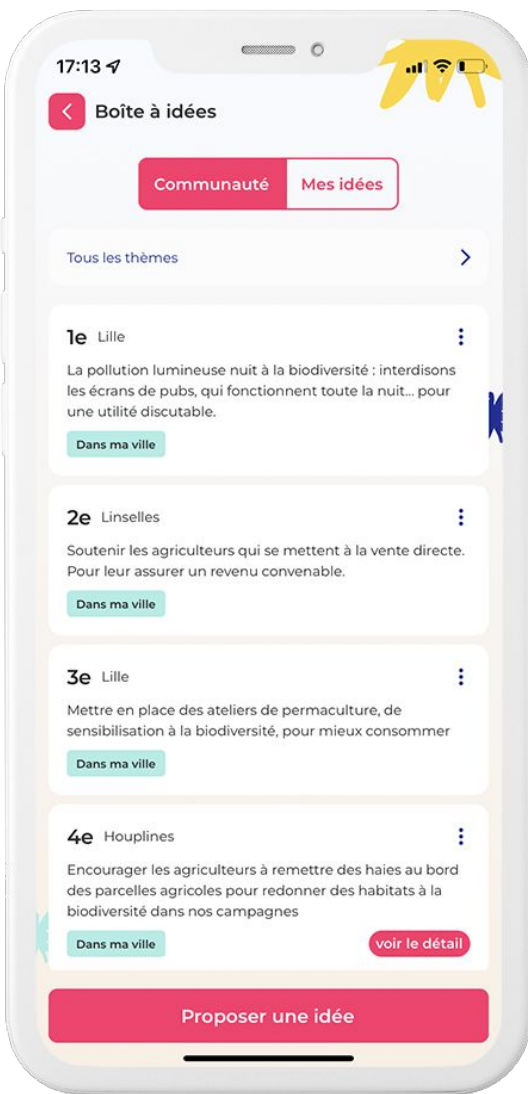 17:13
Boîte à idées
Communauté Mes idées
Tous les thèmes
1e Lille
La pollution lumineuse nuit à la biodiversité : interdisons
les écrans de pubs, qui fonctionnent toute la nuit... pour
une utilité discutable.
Dans ma ville
2e Linselles
Soutenir les agriculteurs qui se mettent à la vente directe.
Pour leur assurer un revenu convenable.
Dans ma ville
3e Lille
Mettre en place des ateliers de permaculture, de
sensibilisation à la biodiversité, pour mieux consommer
Dans ma ville
4e Houplines
Encourager les agriculteurs à remettre des haies au bord
des parcelles agricoles pour redonner des habitats à la
biodiversité dans nos campagnes
Dans ma ville voir le détail
Proposer une idée